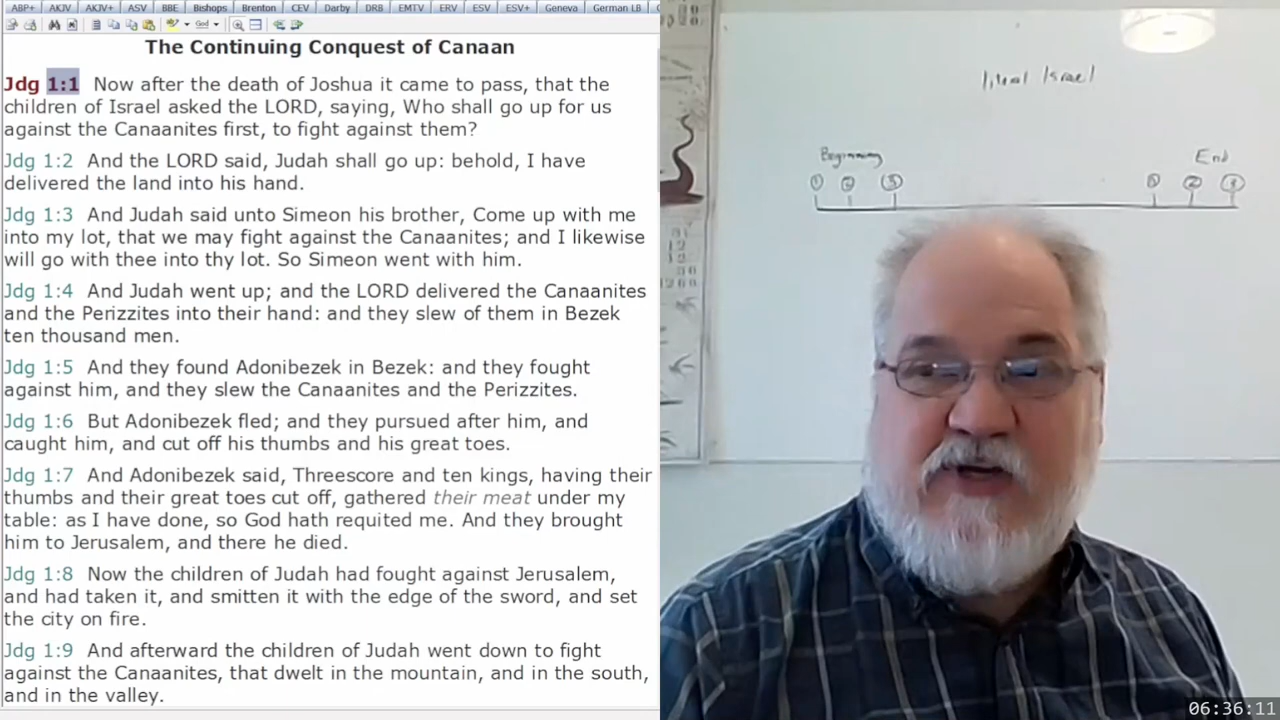 ABP+ AKJV AKJV+ ASV BBE Bishops Brenton CEV Darby DRB EMTV ERV ESV ESV+ Geneva German LB
The Continuing Conquest of Canaan
Jdg 1:1 Now after the death of Joshua it came to pass, that the
children of Israel asked the LORD, saying, Who shall go up for us
against the Canaanites first, to fight against them?
Jdg 1:2 And the LORD said, Judah shall go up: behold, I have
delivered the land into his hand.
Jdg 1:3 And Judah said unto Simeon his brother, Come up with me
into my lot, that we may fight against the Canaanites; and I likewise
will go with thee into thy lot. So Simeon went with him.
Jdg 1:4 And Judah went up; and the LORD delivered the Canaanites
and the Perizzites into their hand: and they slew of them in Bezek
ten thousand men.
Jdg 1:5 And they found Adonibezek in Bezek: and they fought
against him, and they slew the Canaanites and the Perizzites.
Jdg 1:6 But Adonibezek fled; and they pursued after him, and
caught him, and cut off his thumbs and his great toes.
Jdg 1:7 And Adonibezek said, Threescore and ten kings, having their
thumbs and their great toes cut off, gathered their meat under my
table: as I have done, so God hath requited me. And they brought
him to Jerusalem, and there he died.
Jdg 1:8 Now the children of Judah had fought against Jerusalem,
and had taken it, and smitten it with the edge of the sword, and set
the city on fire.
Jdg 1:9 And afterward the children of Judah went down to fight
against the Canaanites, that dwelt in the mountain, and in the south,
and in the valley.
Israel
Beginning End
① ② ③ ① ② ③
06:36:11